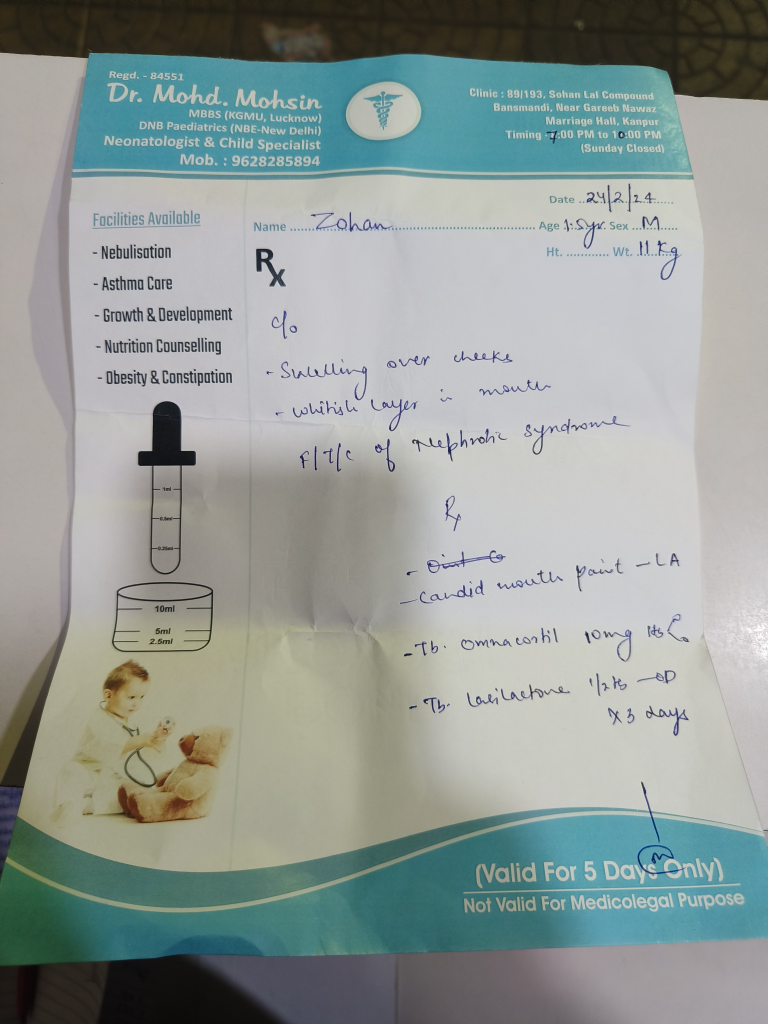 Regd. - 84551
Dr. Mohd. Mohsin
MBBS (KGMU, Lucknow)
DNB Paediatrics (NBE-New Delhi)
Neonatologist & Child Specialist
Mob. : 9628285894
Clinic : 89/193, Sohan Lal Compound
Bansmandi, Near Gareeb Nawaz
Marriage Hall, Kanpur
Timing 7:00 PM to 10:00 PM
(Sunday Closed)
Date 24/2/24
Name Zohan Age 1.5yr Sex M
Ht. Wt. 11 Kg
Facilities Available
- Nebulisation
- Asthma Care
- Growth & Development
- Nutrition Counselling
- Obesity & Constipation
Rx
c/o
- Swelling over cheeks
- whitish layer in mouth
F/T/C of Nephrotic syndrome
Rx
- Candid mouth paint - LA
- Tb. Omnacortil 10mg
- Tb. Lasilactone 1/2 tb - OD
x 3 days
1ml
0.5ml
0.25ml
10ml
5ml
2.5ml
(Valid For 5 Days Only)
Not Valid For Medicolegal Purpose